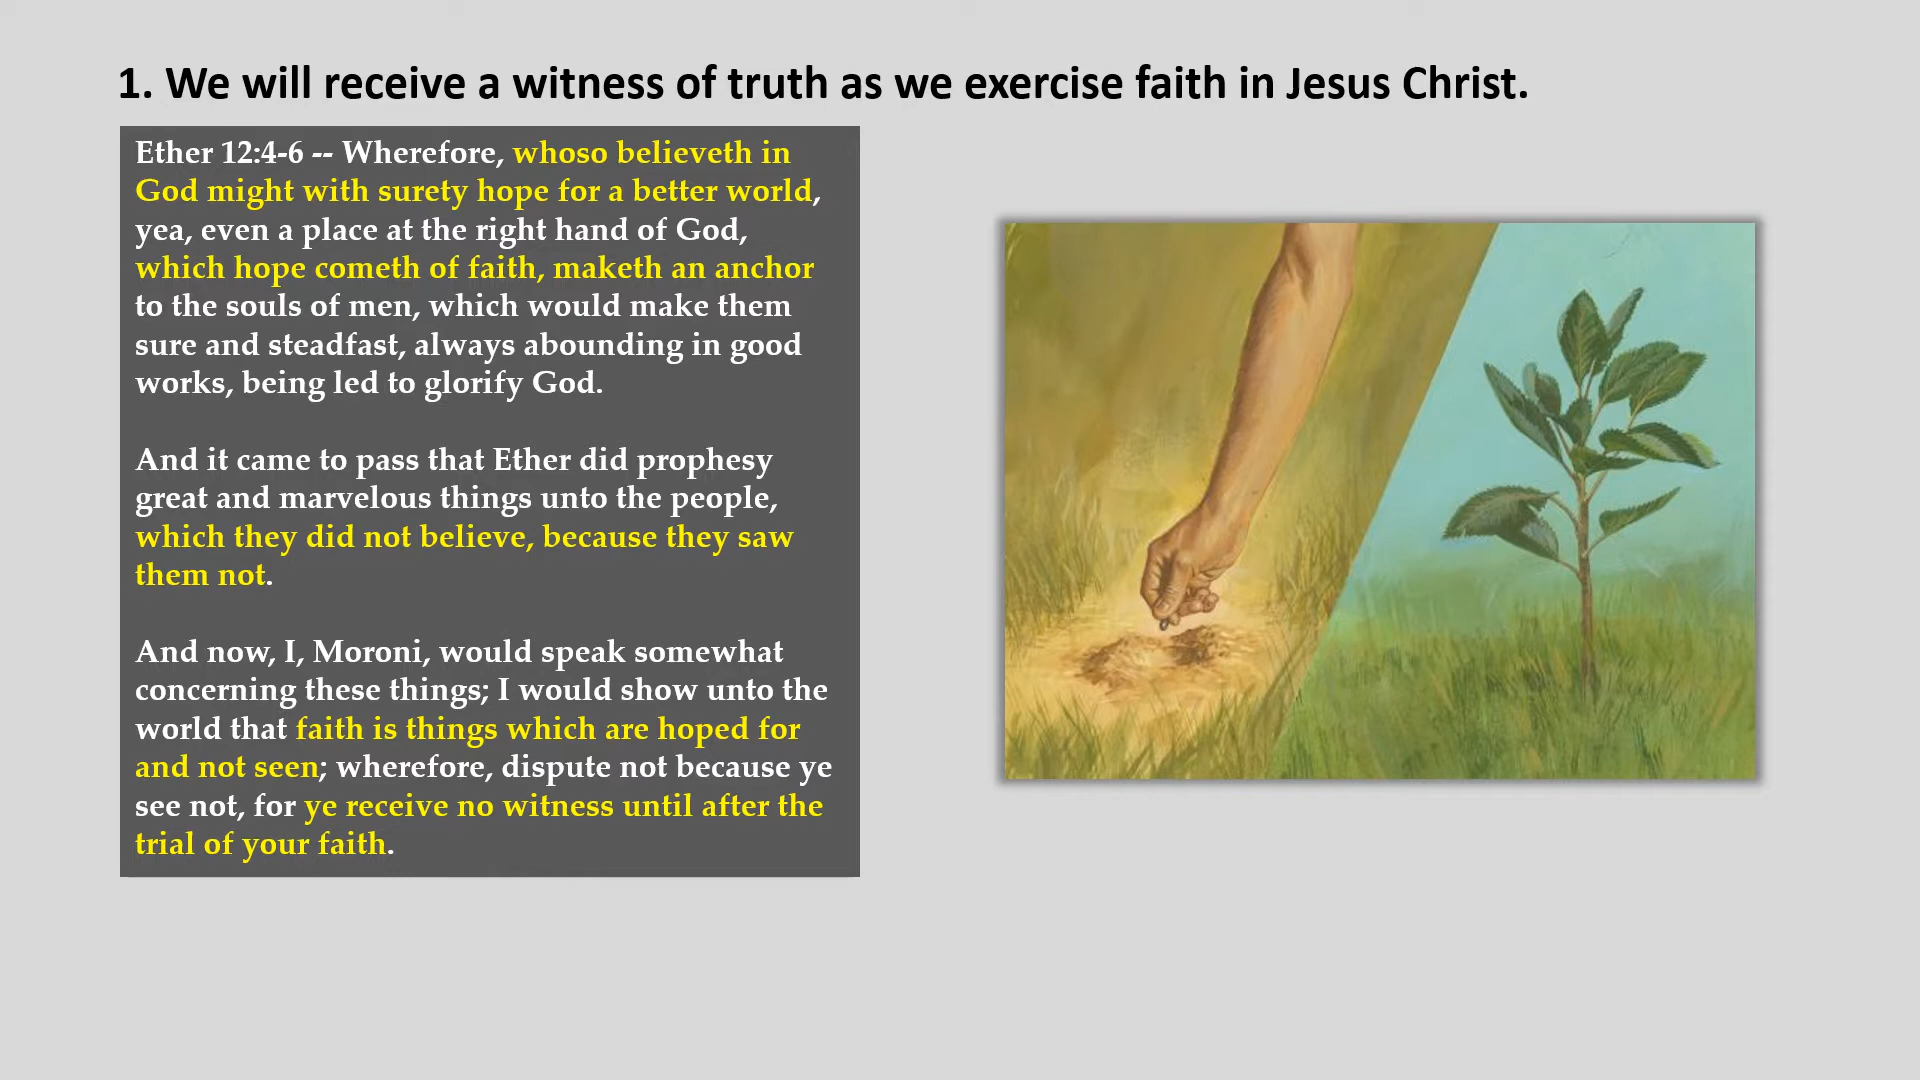 1. We will receive a witness of truth as we exercise faith in Jesus Christ.
Ether 12:4-6 -- Wherefore, whoso believeth in
God might with surety hope for a better world,
yea, even a place at the right hand of God,
which hope cometh of faith, maketh an anchor
to the souls of men, which would make them
sure and steadfast, always abounding in good
works, being led to glorify God.
And it came to pass that Ether did prophesy
great and marvelous things unto the people,
which they did not believe, because they saw
them not.
And now, I, Moroni, would speak somewhat
concerning these things; I would show unto the
world that faith is things which are hoped for
and not seen; wherefore, dispute not because ye
see not, for ye receive no witness until after the
trial of your faith.